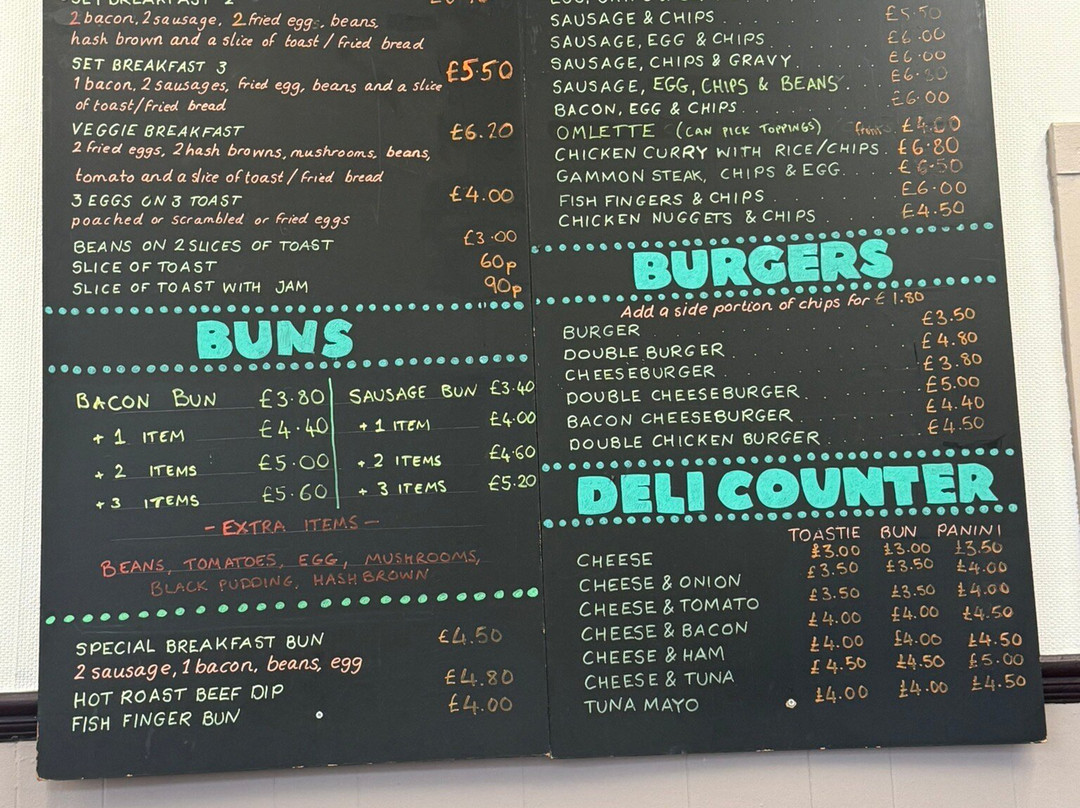 2 bacon, 2 sausage, 2 fried egg, beans,
hash brown and a slice of toast / fried bread
SET BREAKFAST 3 £5.50
1 bacon, 2 sausages, fried egg, beans and a slice
of toast/fried bread
VEGGIE BREAKFAST £6.20
2 fried eggs, 2 hash browns, mushrooms, beans,
tomato and a slice of toast / fried bread
3 EGGS ON 3 TOAST £4.00
poached or scrambled or fried eggs
BEANS ON 2 SLICES OF TOAST £3.00
SLICE OF TOAST 60p
SLICE OF TOAST WITH JAM 90p
BUNS
BACON BUN £3.80
+ 1 ITEM £4.40
+ 2 ITEMS £5.00
+ 3 ITEMS £5.60
SAUSAGE BUN £3.40
+ 1 ITEM £4.00
+ 2 ITEMS £4.60
+ 3 ITEMS £5.20
- EXTRA ITEMS -
BEANS, TOMATOES, EGG, MUSHROOMS,
BLACK PUDDING, HASH BROWN
SPECIAL BREAKFAST BUN £4.50
2 sausage, 1 bacon, beans, egg
HOT ROAST BEEF DIP £4.80
FISH FINGER BUN £4.00
SAUSAGE & CHIPS £5.50
SAUSAGE, EGG & CHIPS £6.00
SAUSAGE, CHIPS & GRAVY £6.00
SAUSAGE, EGG, CHIPS & BEANS
BACON, EGG & CHIPS £6.00
OMLETTE (CAN PICK TOPPINGS) from £4.00
CHICKEN CURRY WITH RICE/CHIPS £6.80
GAMMON STEAK, CHIPS & EGG £6.50
FISH FINGERS & CHIPS £6.00
CHICKEN NUGGETS & CHIPS £4.50
BURGERS
Add a side portion of chips for £1.80
BURGER £3.50
DOUBLE BURGER £4.80
CHEESEBURGER £3.80
DOUBLE CHEESEBURGER £5.00
BACON CHEESEBURGER £4.40
DOUBLE CHICKEN BURGER £4.50
DELI COUNTER
TOASTIE BUN PANINI
CHEESE £3.00 £3.00 £3.50
CHEESE & ONION £3.50 £3.50 £4.00
CHEESE & TOMATO £3.50 £3.50 £4.00
CHEESE & BACON £4.00 £4.00 £4.50
CHEESE & HAM £4.00 £4.00 £4.50
CHEESE & TUNA £4.50 £4.50 £5.00
TUNA MAYO £4.00 £4.00 £4.50